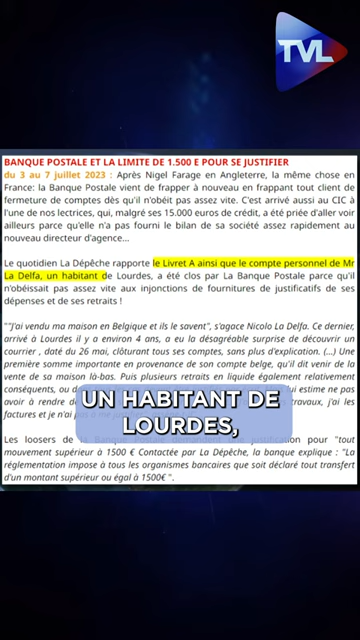 TVL
BANQUE POSTALE ET LA LIMITE DE 1.500 E POUR SE JUSTIFIER
du 3 au 7 juillet 2023 : Après Nigel Farage en Angleterre, la même chose en
France: la Banque Postale vient de frapper à nouveau en frappant tout client de
fermeture de comptes dès qu'il n'obéit pas assez vite. C'est arrivé aussi au CIC à
l'une de nos lectrices, qui, malgré ses 15.000 euros de crédit, a été priée d'aller voir
ailleurs parce qu'elle n'a pas fourni le bilan de sa société assez rapidement au
nouveau directeur d'agence...
Le quotidien La Dépêche rapporte le Livret A ainsi que le compte personnel de Mr
La Delfa, un habitant de Lourdes, a été clos par La Banque Postale parce qu'il
n'obéissait pas assez vite aux injonctions de fournitures de justificatifs de ses
dépenses et de ses retraits !
""J'ai vendu ma maison en Belgique et ils le savent", s'agace Nicolo La Delfa. Ce dernier,
arrivé à Lourdes il y a environ 4 ans, a eu la désagréable surprise de découvrir un
courrier , daté du 26 mai, clôturant tous ses comptes, sans plus d'explication. (...) Une
première somme importante en provenance de son compte belge, qu'il dit venir de la
vente de sa maison là-bas. Puis plusieurs retraits en liquide également relativement
conséquents, ou d lui estime ne pas
avoir à rendre d travaux, j'ai les
factures et je n'ai
UN HABITANT DE
LOURDES,
Les loosers de la justification pour "tout
mouvement supérieur à 1500 € Contactée par La Dépêche, la banque explique : "La
réglementation impose à tous les organismes bancaires que soit déclaré tout transfert
d'un montant supérieur ou égal à 1500€ ".